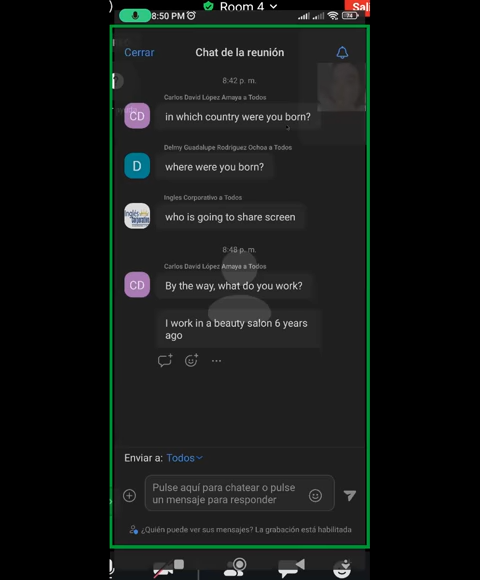 Room 4
8:50 PM
74
Cerrar
Chat de la reunión
8:42 p. m.
Carlos David López Amaya a Todos
CD
in which country were you born?
Delmy Guadalupe Rodriguez Ochoa a Todos
D
where were you born?
Ingles Corporativo a Todos
who is going to share screen
8:48 p. m.
Carlos David López Amaya a Todos
CD
By the way, what do you work?
I work in a beauty salon 6 years
ago
Enviar a: Todos
Pulse aquí para chatear o pulse
un mensaje para responder
¿Quién puede ver sus mensajes? La grabación está habilitada